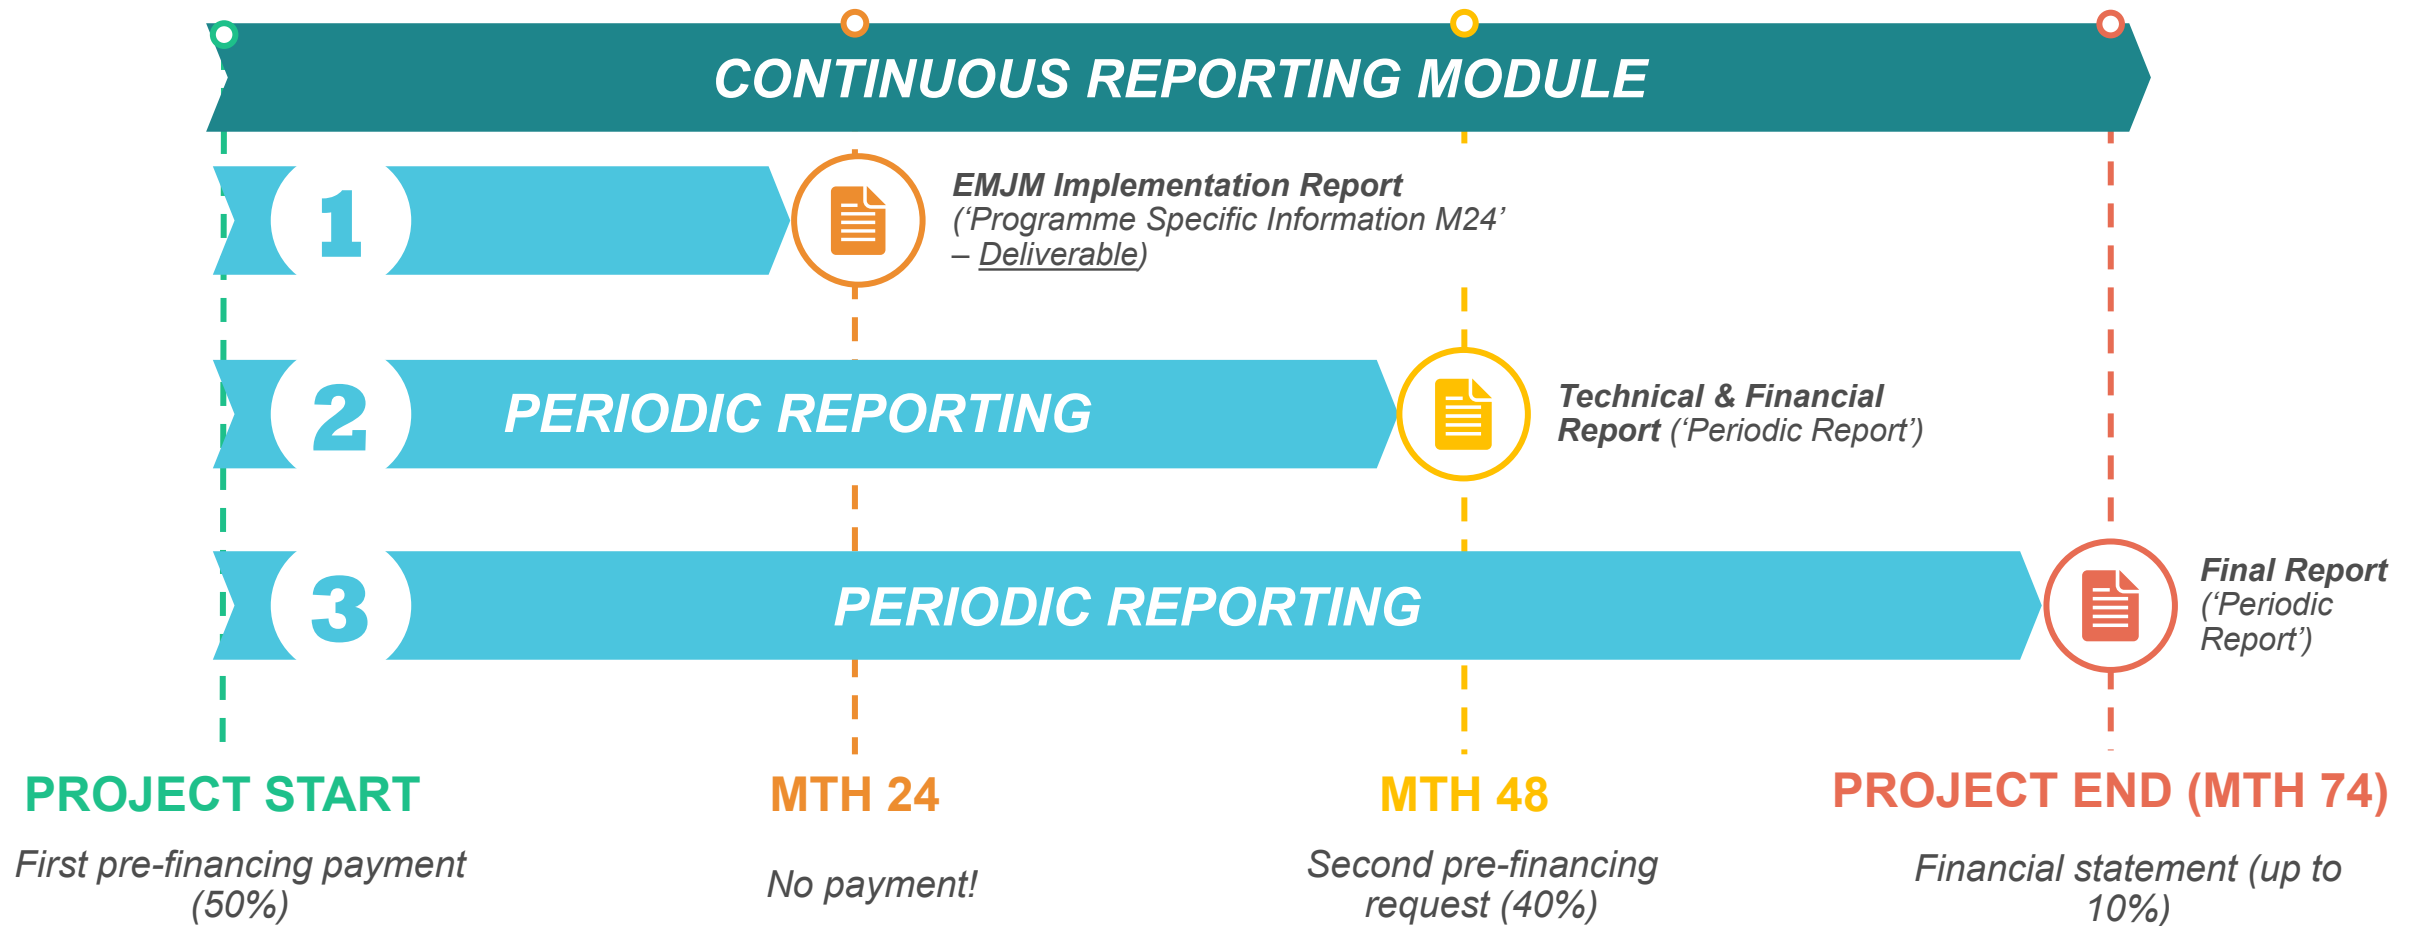 CONTINUOUS REPORTING MODULE
1
EMJM Implementation Report
(‘Programme Specific Information M24’
– Deliverable)
2
PERIODIC REPORTING
Technical & Financial
Report (‘Periodic Report’)
3
PERIODIC REPORTING
Final Report
(‘Periodic
Report’)
PROJECT START
First pre-financing payment
(50%)
MTH 24
No payment!
MTH 48
Second pre-financing
request (40%)
PROJECT END (MTH 74)
Financial statement (up to
10%)